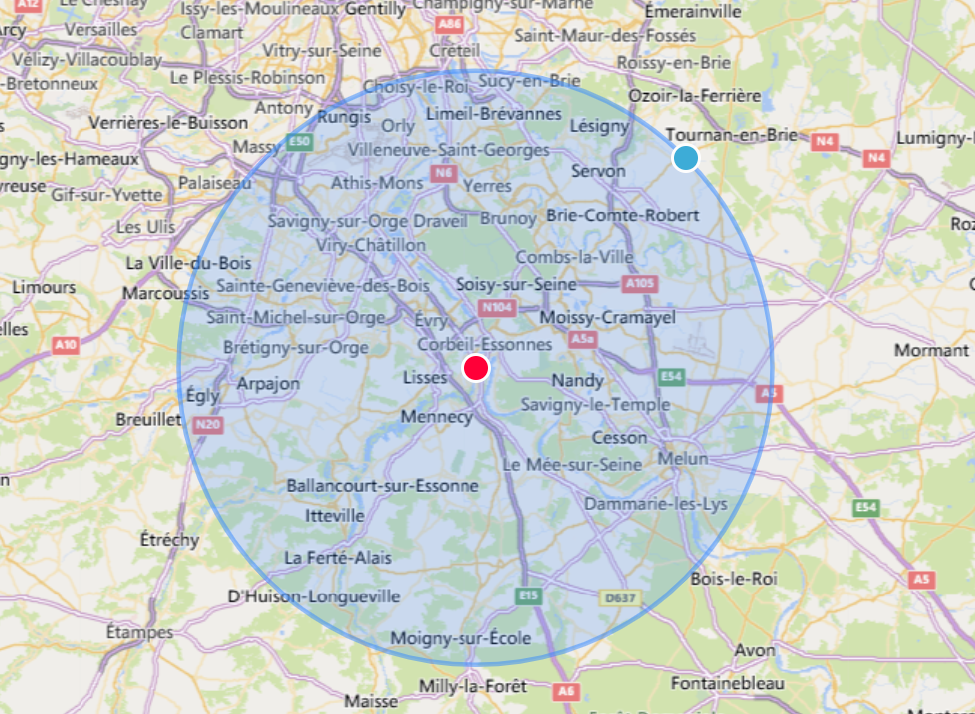 A12
Le Chesnay
Issy-les-Moulineaux
Gentilly
Champigny-sur-Marne
Émerainville
Arcy
Versailles
Clamart
A86
Vitry-sur-Seine
Créteil
Saint-Maur-des-Fossés
Vélizy-Villacoublay
Roissy-en-Brie
-Bretonneux
Le Plessis-Robinson
Choisy-le-Roi
Sucy-en-Brie
Ozoir-la-Ferrière
Antony
Rungis
Orly
Limeil-Brévannes
Lésigny
Verrières-le-Buisson
Tournan-en-Brie
N4
Lumigny-
Massy
E50
Villeneuve-Saint-Georges
N4
gny-les-Hameaux
Servon
yreuse
Gif-sur-Yvette
Palaiseau
Athis-Mons
N6
Yerres
Les Ulis
Savigny-sur-Orge
Draveil
Brunoy
Brie-Comte-Robert
Roz
Viry-Châtillon
La Ville-du-Bois
Combs-la-Ville
Limours
Marcoussis
Sainte-Geneviève-des-Bois
Soisy-sur-Seine
A105
N104
elles
Saint-Michel-sur-Orge
Évry
Moissy-Cramayel
A10
Brétigny-sur-Orge
Corbeil-Essonnes
A5a
Mormant
Lisses
Nandy
E54
Arpajon
Égly
A5
Breuillet
N20
Mennecy
Savigny-le-Temple
Cesson
Le Mée-sur-Seine
Melun
n
Ballancourt-sur-Essonne
Dammarie-les-Lys
E54
Itteville
Étréchy
La Ferté-Alais
Bois-le-Roi
A5
D'Huison-Longueville
E15
D637
Étampes
Moigny-sur-École
Avon
Milly-la-Forêt
A6
Fontainebleau
Maisse